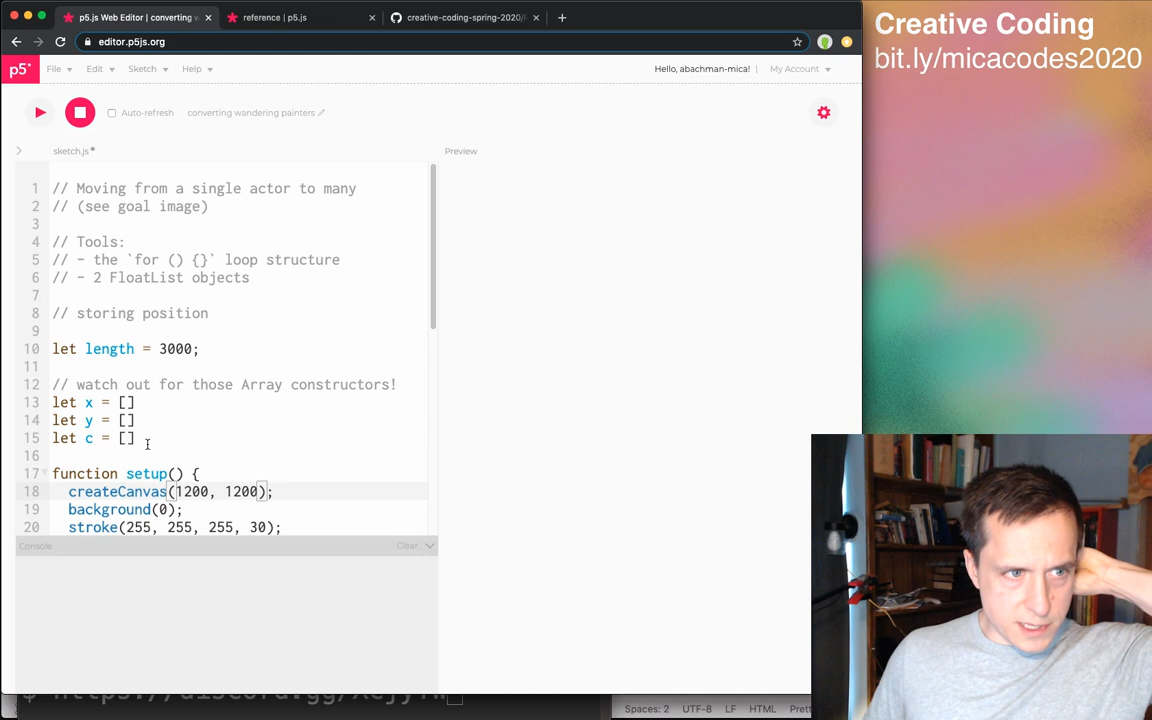 p5.js Web Editor | converting w
reference | p5.js
creative-coding-spring-2020/
editor.p5js.org
p5*
File
Edit
Sketch
Help
Hello, abachman-mica!
My Account
Auto-refresh
converting wandering painters
sketch.js
Preview
1 // Moving from a single actor to many
2 // (see goal image)
3
4 // Tools:
5 // - the `for () {}` loop structure
6 // - 2 FloatList objects
7
8 // storing position
9
10 let length = 3000;
11
12 // watch out for those Array constructors!
13 let x = []
14 let y = []
15 let c = []
16
17 function setup() {
18 createCanvas(1200, 1200);
19 background(0);
20 stroke(255, 255, 255, 30);
Console
Clear
Spaces: 2
UTF-8
LF
HTML
Creative Coding
bit.ly/micacodes2020